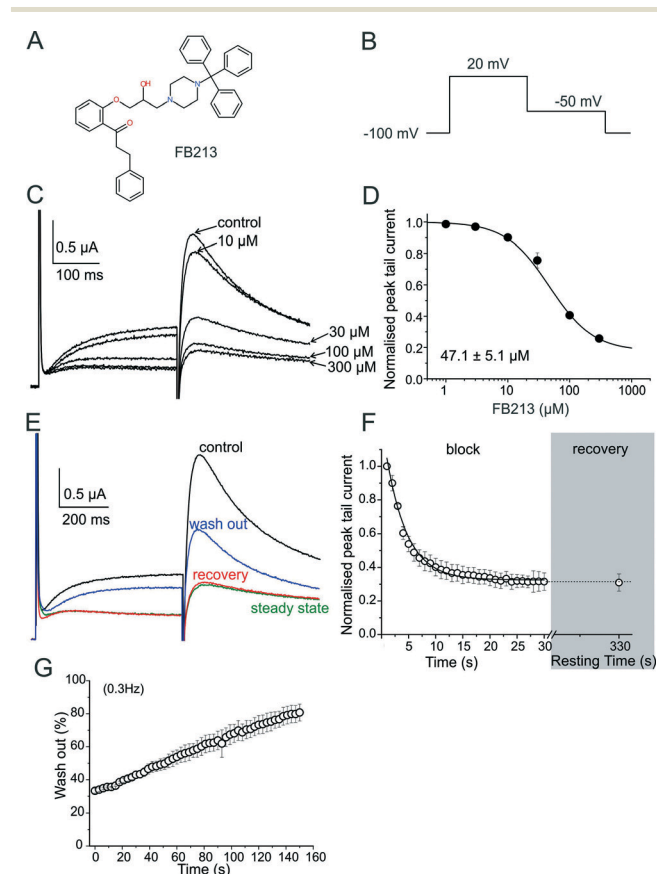 A
OH
O
N
N
O
FB213
B
20 mV
-50 mV
-100 mV
C
control
10 µM
0.5 µA
100 ms
30 µM
100 µM
300 µM
D
Normalised peak tail current
1.0
0.8
0.6
0.4
0.2
0.0
47.1 ± 5.1 µM
1 10 100 1000
FB213 (µM)
E
control
0.5 µA
200 ms
wash out
recovery
steady state
F
block recovery
Normalised peak tail current
1.0
0.8
0.6
0.4
0.2
0.0
5 10 15 20 25 30 330
Time (s) Resting Time (s)
G
(0.3Hz)
Wash out (%)
100
80
60
40
20
0
0 20 40 60 80 100 120 140 160
Time (s)